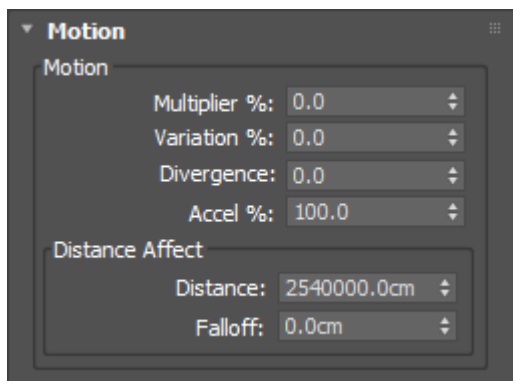 Motion
Motion
Multiplier %: 0.0
Variation %: 0.0
Divergence: 0.0
Accel %: 100.0
Distance Affect
Distance: 2540000.0cm
Falloff: 0.0cm